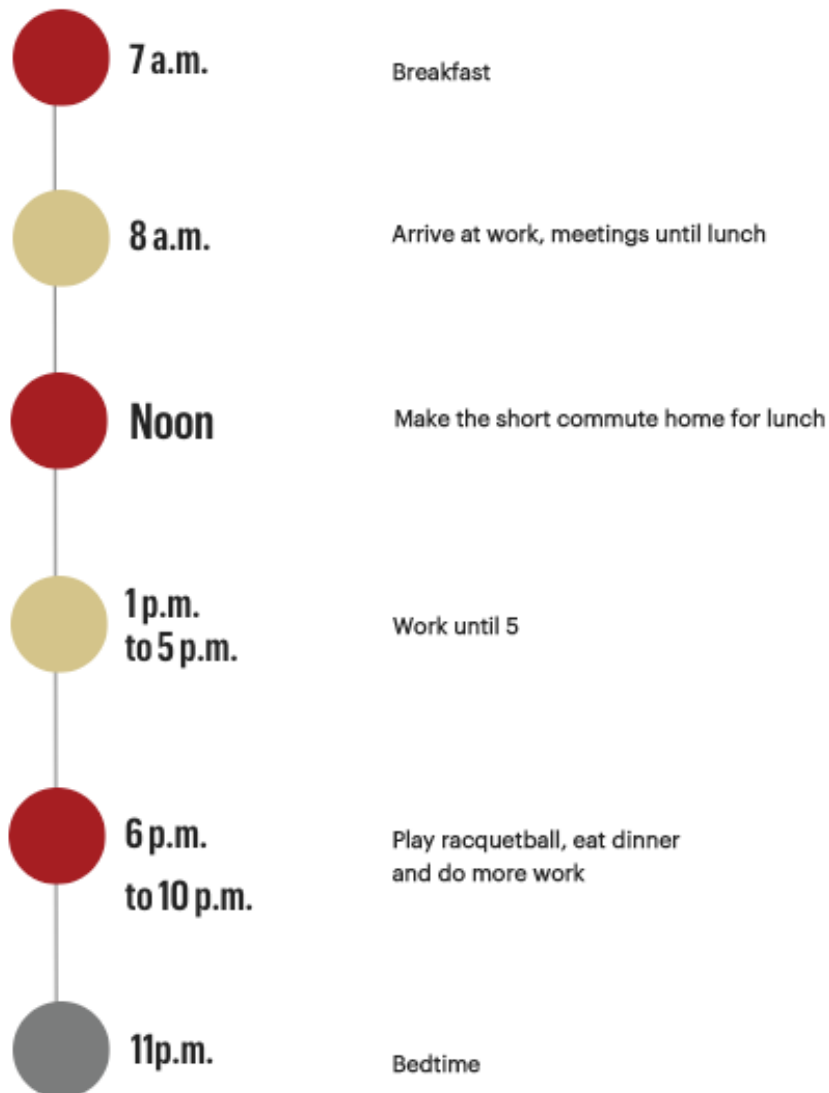 7 a.m.
Breakfast
8 a.m.
Arrive at work, meetings until lunch
Noon
Make the short commute home for lunch
1 p.m.
to 5 p.m.
Work until 5
6 p.m.
to 10 p.m.
Play racquetball, eat dinner
and do more work
11p.m.
Bedtime